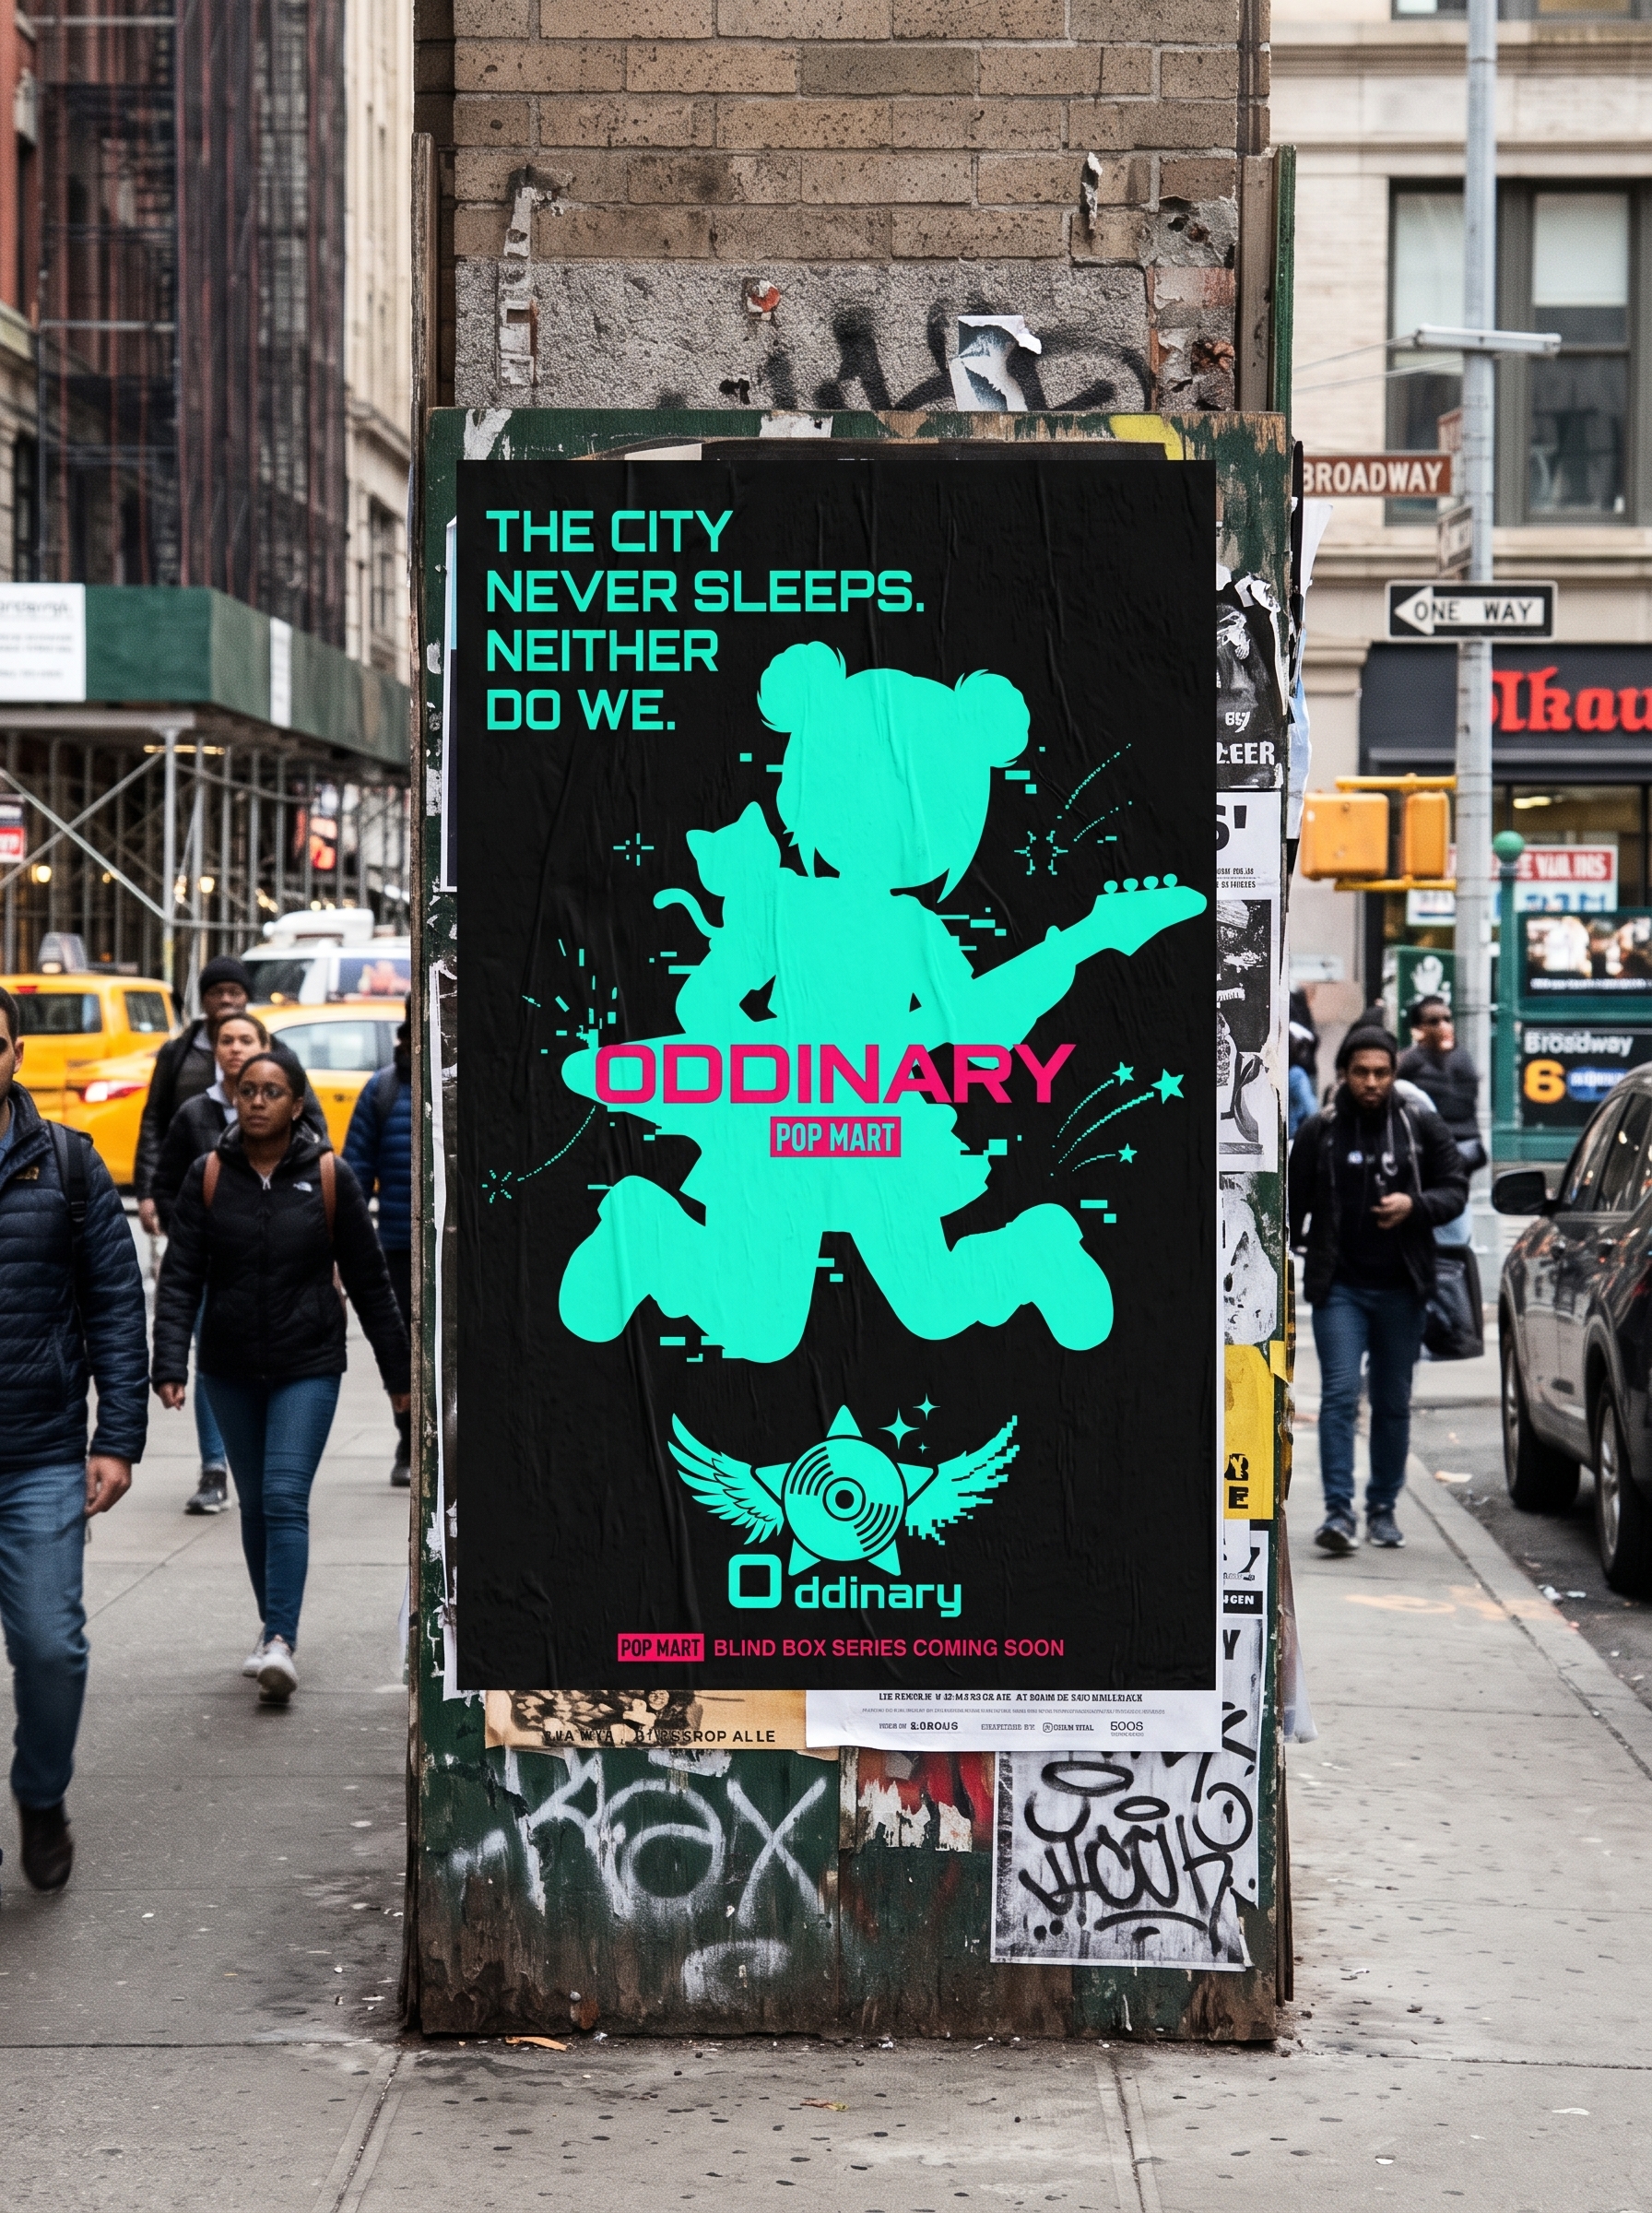 THE CITY
NEVER SLEEPS.
NEITHER
DO WE.
ODDINARY
POP MART
Oddinary
POP MART BLIND BOX SERIES COMING SOON
BROADWAY
ONE WAY
Broadway
6